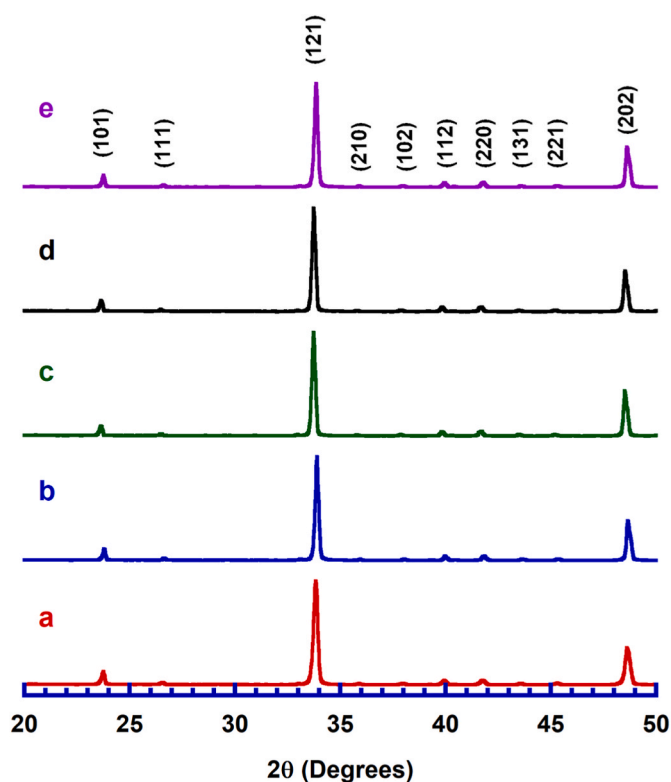 (121)
e
(101)
(111)
(210)
(102)
(112)
(220)
(131)
(221)
(202)
d
c
b
a
20 25 30 35 40 45 50
2θ (Degrees)